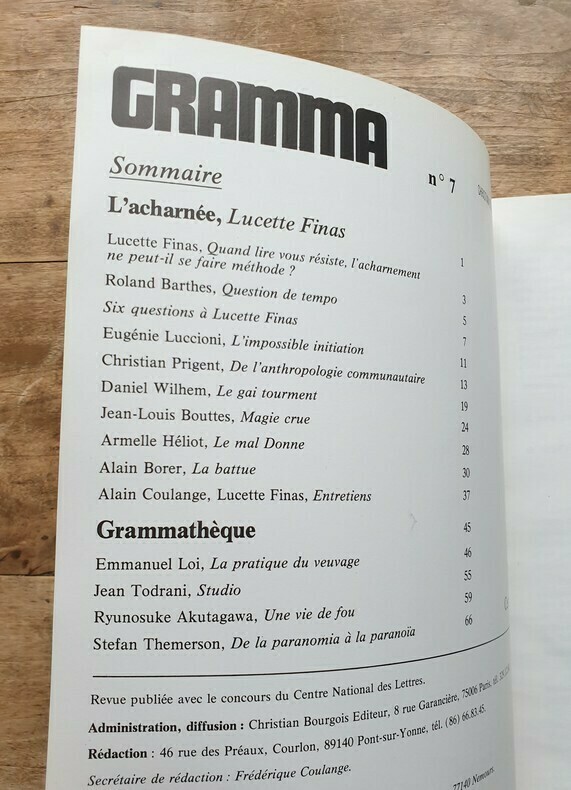 GRAMMA
n° 7
Sommaire
L'acharnée, Lucette Finas 1
Lucette Finas, Quand lire vous résiste, l'acharnement
ne peut-il se faire méthode ? 3
Roland Barthes, Question de tempo 5
Six questions à Lucette Finas 7
Eugénie Luccioni, L'impossible initiation 11
Christian Prigent, De l'anthropologie communautaire 13
Daniel Wilhem, Le gai tourment 19
Jean-Louis Bouttes, Magie crue 24
Armelle Héliot, Le mal Donne 28
Alain Borer, La battue 30
Alain Coulange, Lucette Finas, Entretiens 37
Grammathèque 45
Emmanuel Loi, La pratique du veuvage 46
Jean Todrani, Studio 55
Ryunosuke Akutagawa, Une vie de fou 59
Stefan Themerson, De la paranomia à la paranoïa 66
Revue publiée avec le concours du Centre National des Lettres.
Administration, diffusion : Christian Bourgois Editeur, 8 rue Garancière, 75006 Paris, tél.
Rédaction : 46 rue des Préaux, Courlon, 89140 Pont-sur-Yonne, tél. (86) 66.83.45.
Secrétaire de rédaction : Frédérique Coulange.
77140 Nemours.